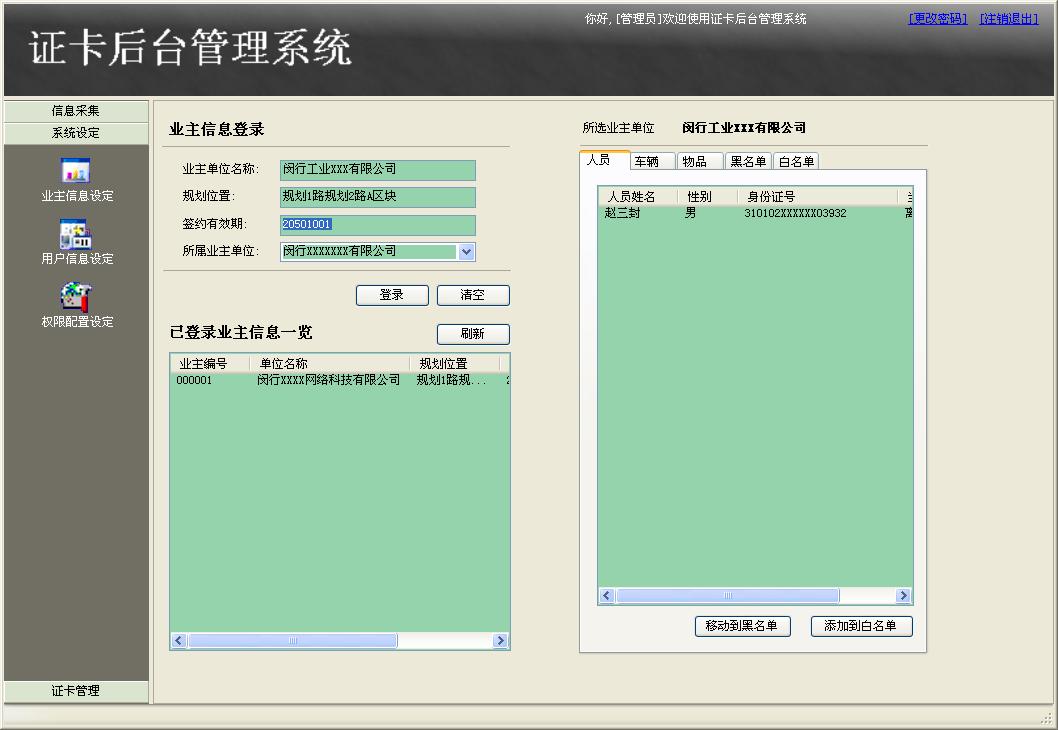 你好, [管理员]欢迎使用证卡后台管理系统 [更改密码] [注销退出]
证卡后台管理系统
信息采集
系统设定
业主信息设定
用户信息设定
权限配置设定
证卡管理
业主信息登录
业主单位名称: 闵行工业XXX有限公司
规划位置: 规划1路规划2路A区块
签约有效期: 20501001
所属业主单位: 闵行XXXXXXX有限公司
登录 清空
已登录业主信息一览 刷新
业主编号 单位名称 规划位置
000001 闵行XXXX网络科技有限公司 规划1路规...
所选业主单位 闵行工业XXX有限公司
人员 车辆 物品 黑名单 白名单
人员姓名 性别 身份证号
赵三封 男 310102XXXXXX03932
移动到黑名单 添加到白名单